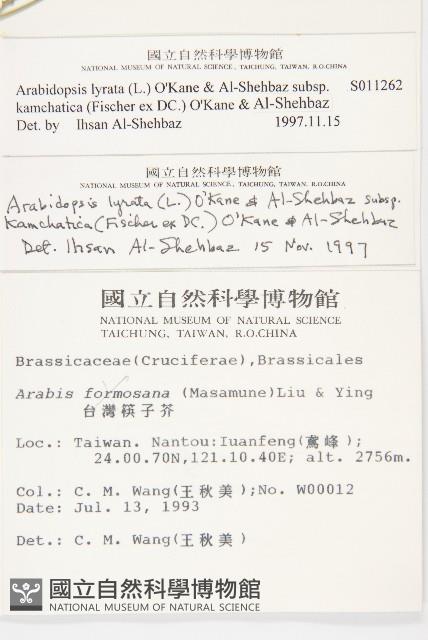 國立自然科學博物館
NATIONAL MUSEUM OF NATURAL SCIENCE, TAICHUNG, TAIWAN, R.O.CHINA
Arabidopsis lyrata (L.) O'Kane & Al-Shehbaz subsp. S011262
kamchatica (Fischer ex DC.) O'Kane & Al-Shehbaz
Det. by Ihsan Al-Shehbaz 1997.11.15
國立自然科學博物館
NATIONAL MUSEUM OF NATURAL SCIENCE, TAICHUNG, TAIWAN, R.O.CHINA
Arabidopsis lyrata (L.) O'Kane & Al-Shehbaz subsp.
Kamchatica (Fischer ex DC.) O'Kane & Al-Shehbaz
Det. Ihsan Al-Shehbaz 15 Nov. 1997
國立自然科學博物館
NATIONAL MUSEUM OF NATURAL SCIENCE
TAICHUNG, TAIWAN, R.O.CHINA
Brassicaceae(Cruciferae),Brassicales
Arabis formosana (Masamune)Liu & Ying
台灣筷子芥
Loc.: Taiwan. Nantou:Iuanfeng(鳶峰);
24.00.70N,121.10.40E; alt. 2756m.
Col.: C. M. Wang(王秋美);No. W00012
Date: Jul. 13, 1993
Det.: C. M. Wang(王秋美)
國立自然科學博物館
NATIONAL MUSEUM OF NATURAL SCIENCE